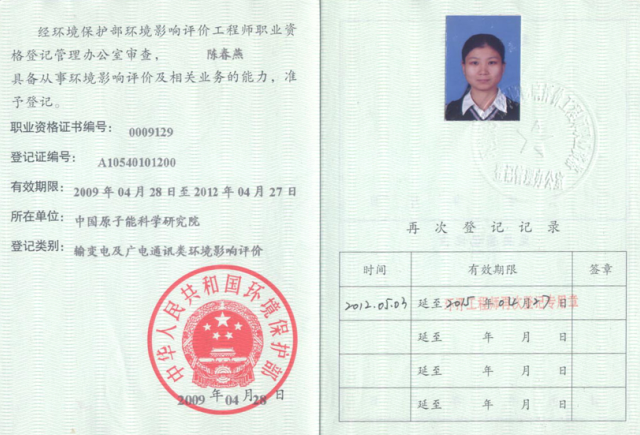 经环境保护部环境影响评价工程师职业资
格登记管理办公室审查， 陈春燕
具备从事环境影响评价及相关业务的能力，准
予登记。
职业资格证书编号： 0009129
登记证编号： A10540101200
有效期限： 2009 年 04 月 28 日至 2012 年 04 月 27 日
所在单位： 中国原子能科学研究院
登记类别： 输变电及广电通讯类环境影响评价
中华人民共和国环境保护部
2009 年 04 月 28 日
再次登记记录
时间 有效期限 签章
2012.05.03 延至 2015 年 04 月 27 日
延至 年 月 日
延至 年 月 日
延至 年 月 日